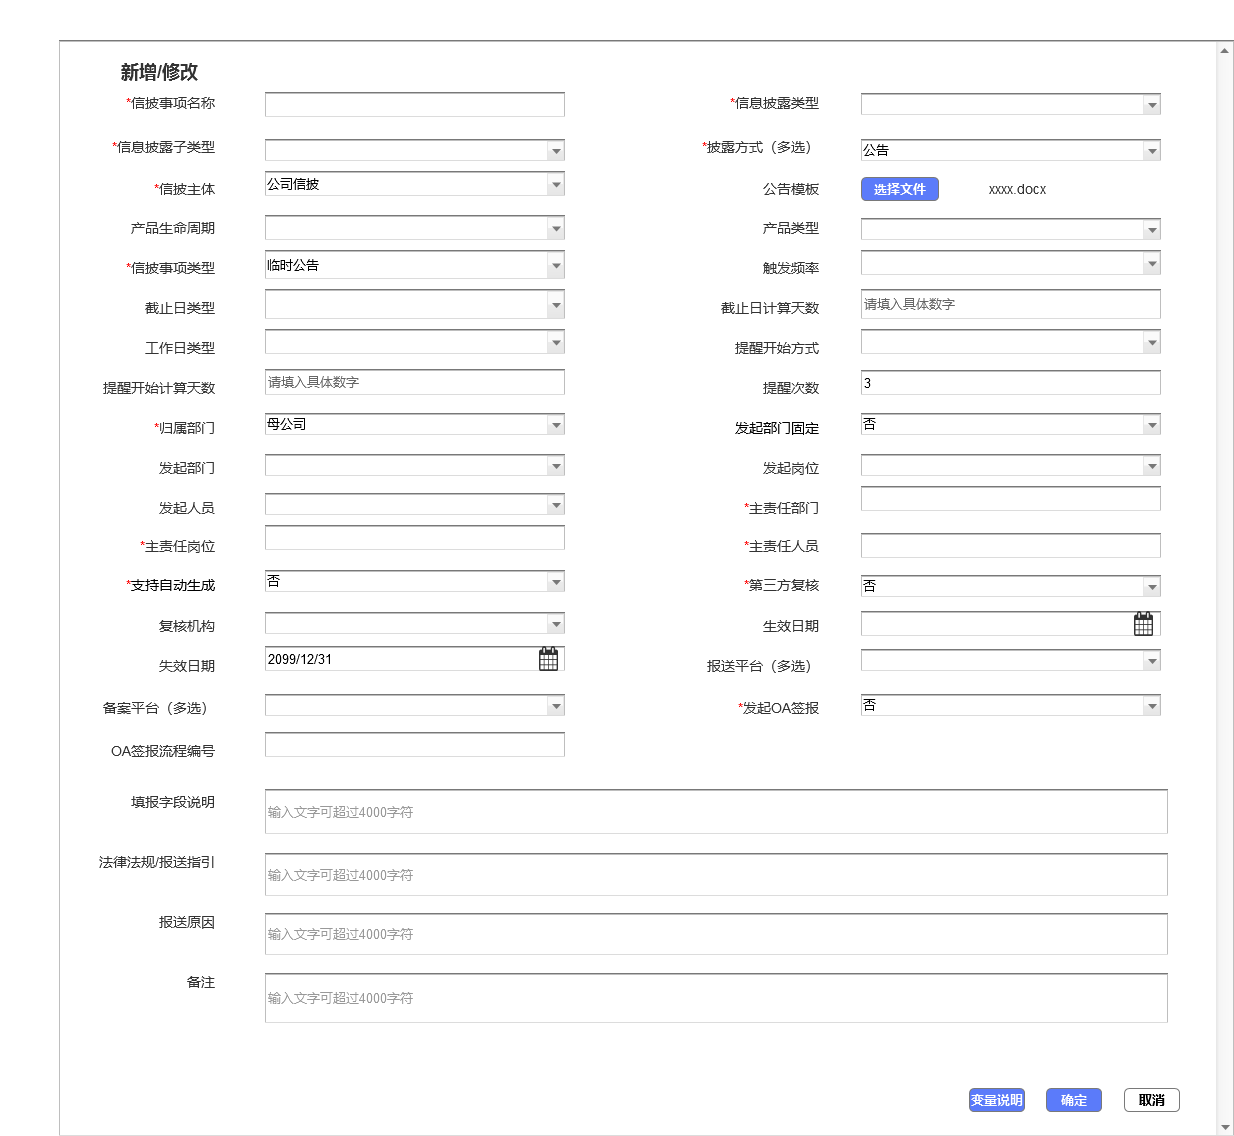 新增/修改
*信披事项名称
*信息披露类型
*信息披露子类型
*披露方式（多选） 公告
*信披主体 公司信披
公告模板 选择文件 xxxx.docx
产品生命周期
产品类型
*信披事项类型 临时公告
触发频率
截止日类型
截止日计算天数 请填入具体数字
工作日类型
提醒开始方式
提醒开始计算天数 请填入具体数字
提醒次数 3
*归属部门 母公司
发起部门固定 否
发起部门
发起岗位
发起人员
*主责任部门
*主责任岗位
*主责任人员
*支持自动生成 否
*第三方复核 否
复核机构
生效日期
失效日期 2099/12/31
报送平台（多选）
备案平台（多选）
*发起OA签报 否
OA签报流程编号
填报字段说明 输入文字可超过4000字符
法律法规/报送指引 输入文字可超过4000字符
报送原因 输入文字可超过4000字符
备注 输入文字可超过4000字符
变量说明 确定 取消